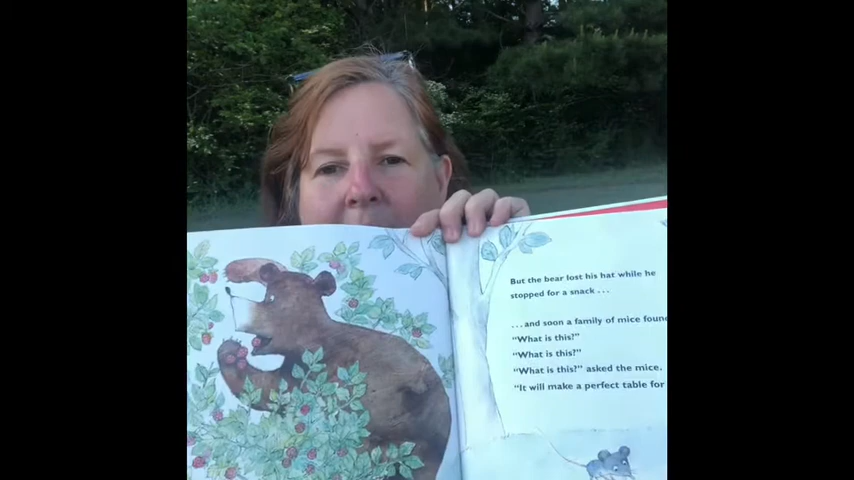 But the bear lost his hat while he
stopped for a snack...
...and soon a family of mice foun
"What is this?"
"What is this?"
"What is this?" asked the mice.
"It will make a perfect table for